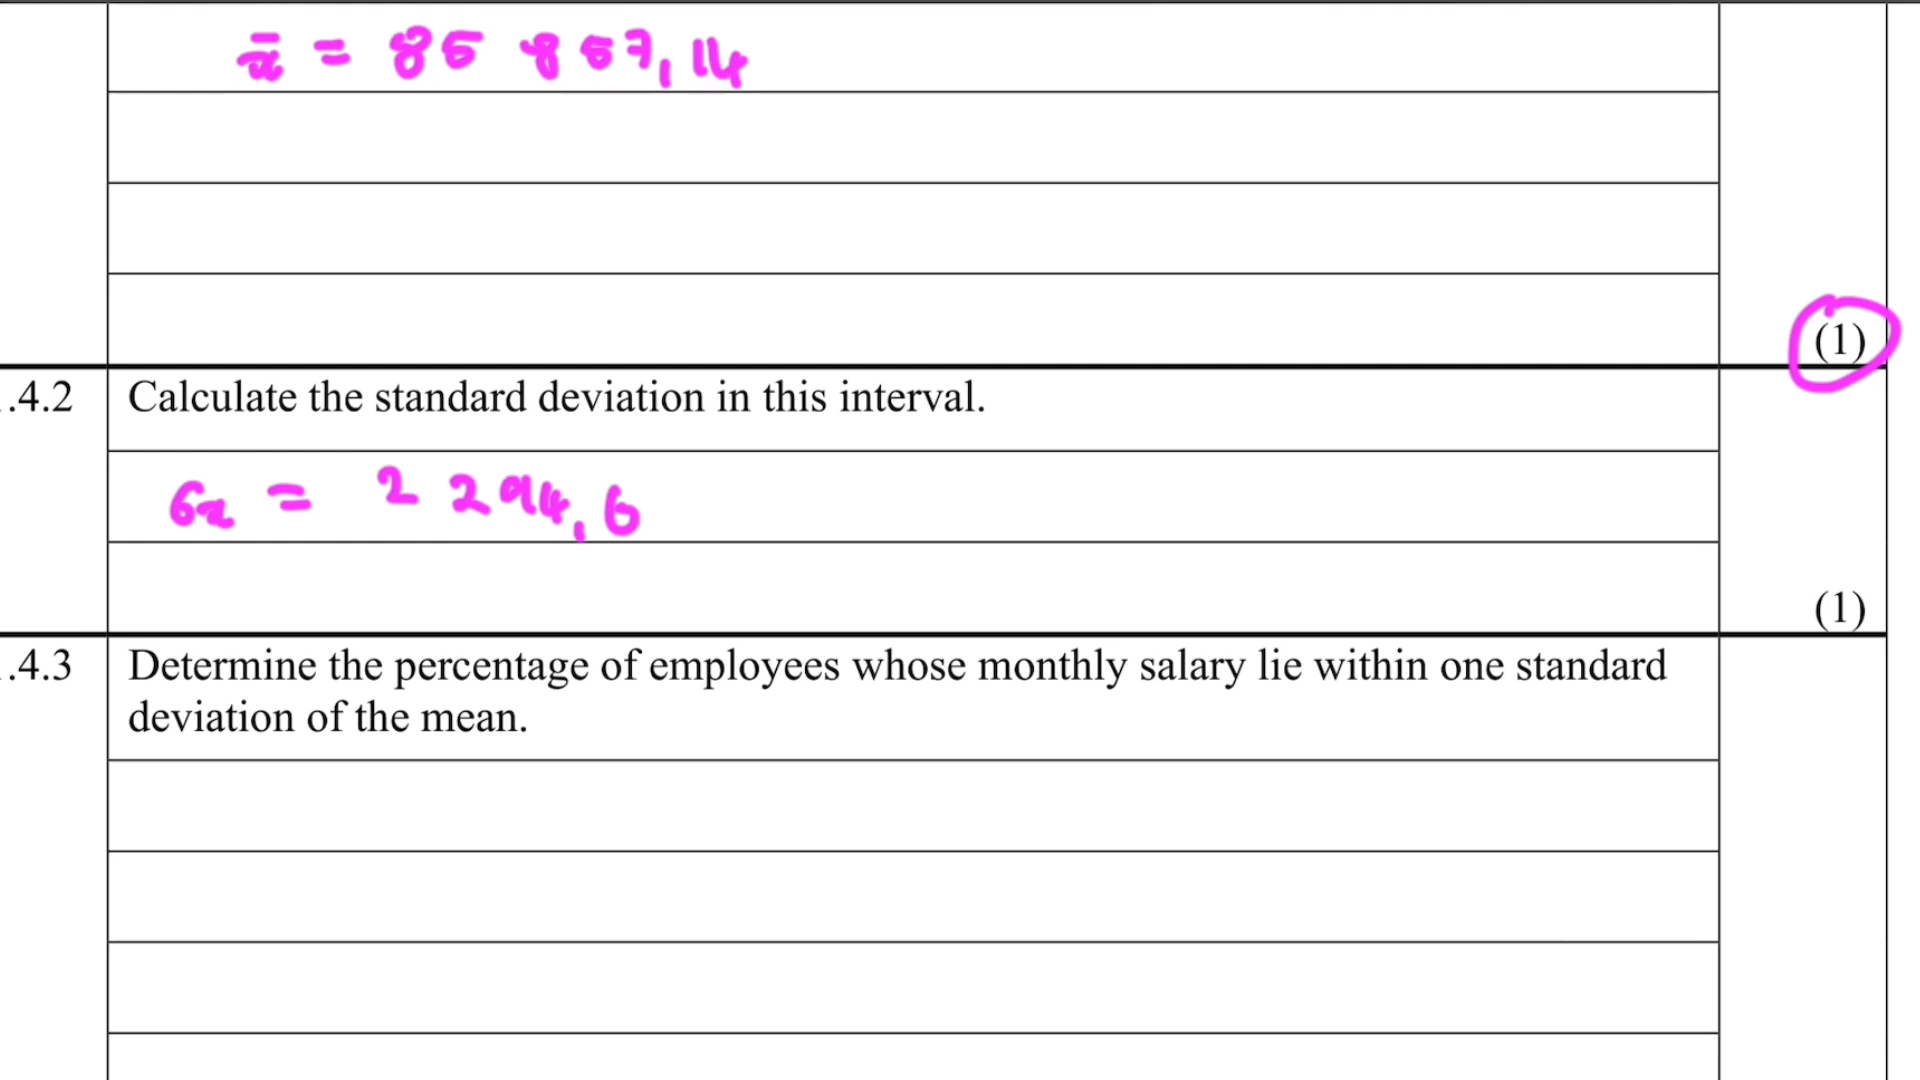 x̄ = 85 857,14
(1)
.4.2 Calculate the standard deviation in this interval.
σx = 2 294,6
(1)
.4.3 Determine the percentage of employees whose monthly salary lie within one standard
deviation of the mean.